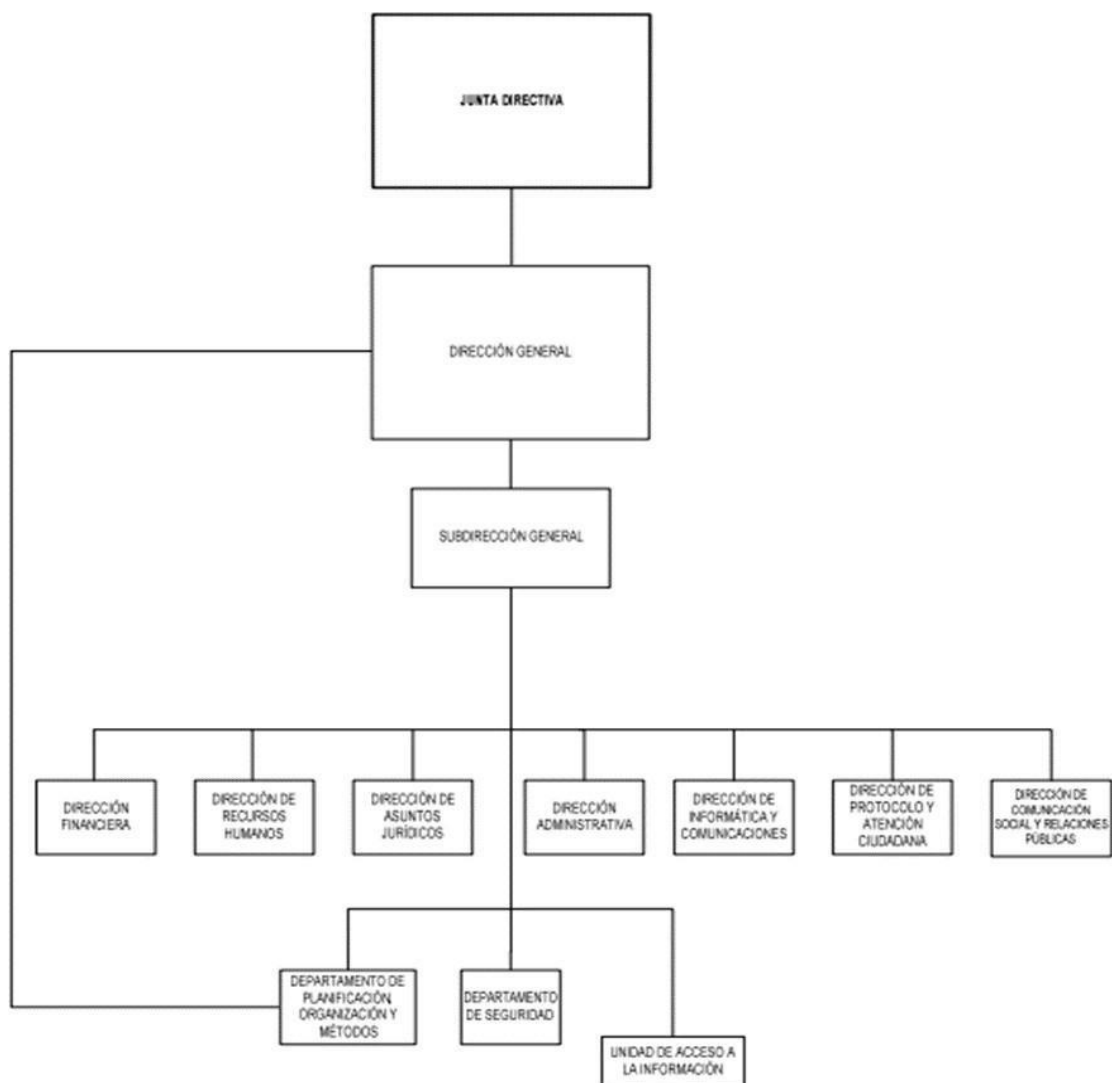 JUNTA DIRECTIVA
DIRECCIÓN GENERAL
SUBDIRECCIÓN GENERAL
DIRECCIÓN
FINANCIERA
DIRECCIÓN DE
RECURSOS
HUMANOS
DIRECCIÓN DE
ASUNTOS
JURÍDICOS
DIRECCIÓN
ADMINISTRATIVA
DIRECCIÓN DE
INFORMÁTICA Y
COMUNICACIONES
DIRECCIÓN DE
PROTOCOLO Y
ATENCIÓN
CIUDADANA
DIRECCIÓN DE
COMUNICACIÓN
SOCIAL Y RELACIONES
PÚBLICAS
DEPARTAMENTO DE
PLANIFICACIÓN,
ORGANIZACIÓN Y
MÉTODOS
DEPARTAMENTO
DE SEGURIDAD
UNIDAD DE ACCESO A
LA INFORMACIÓN